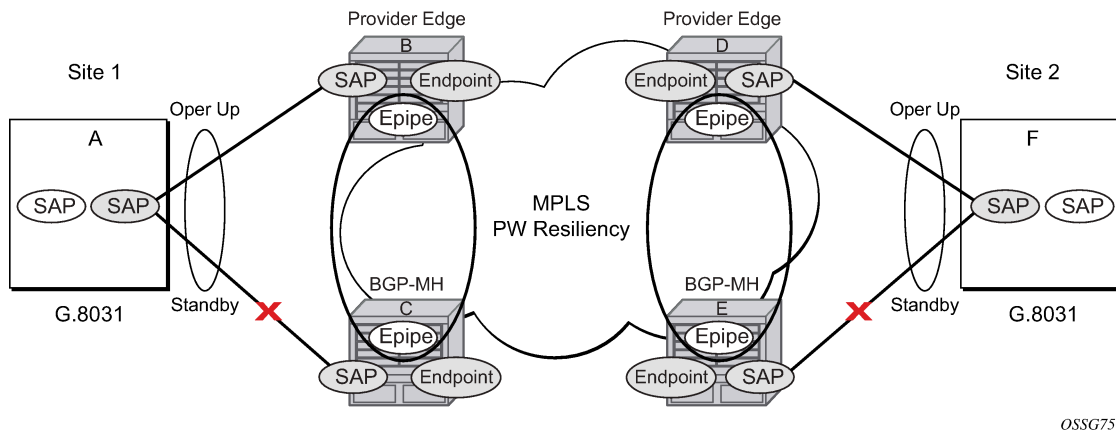 Provider Edge
Provider Edge
Site 1
B
D
Site 2
SAP
Endpoint
Endpoint
SAP
Oper Up
Oper Up
A
Epipe
Epipe
F
SAP
SAP
MPLS
PW Resiliency
SAP
SAP
Standby
BGP-MH
BGP-MH
Standby
G.8031
C
E
G.8031
Epipe
Epipe
SAP
Endpoint
Endpoint
SAP
OSSG75